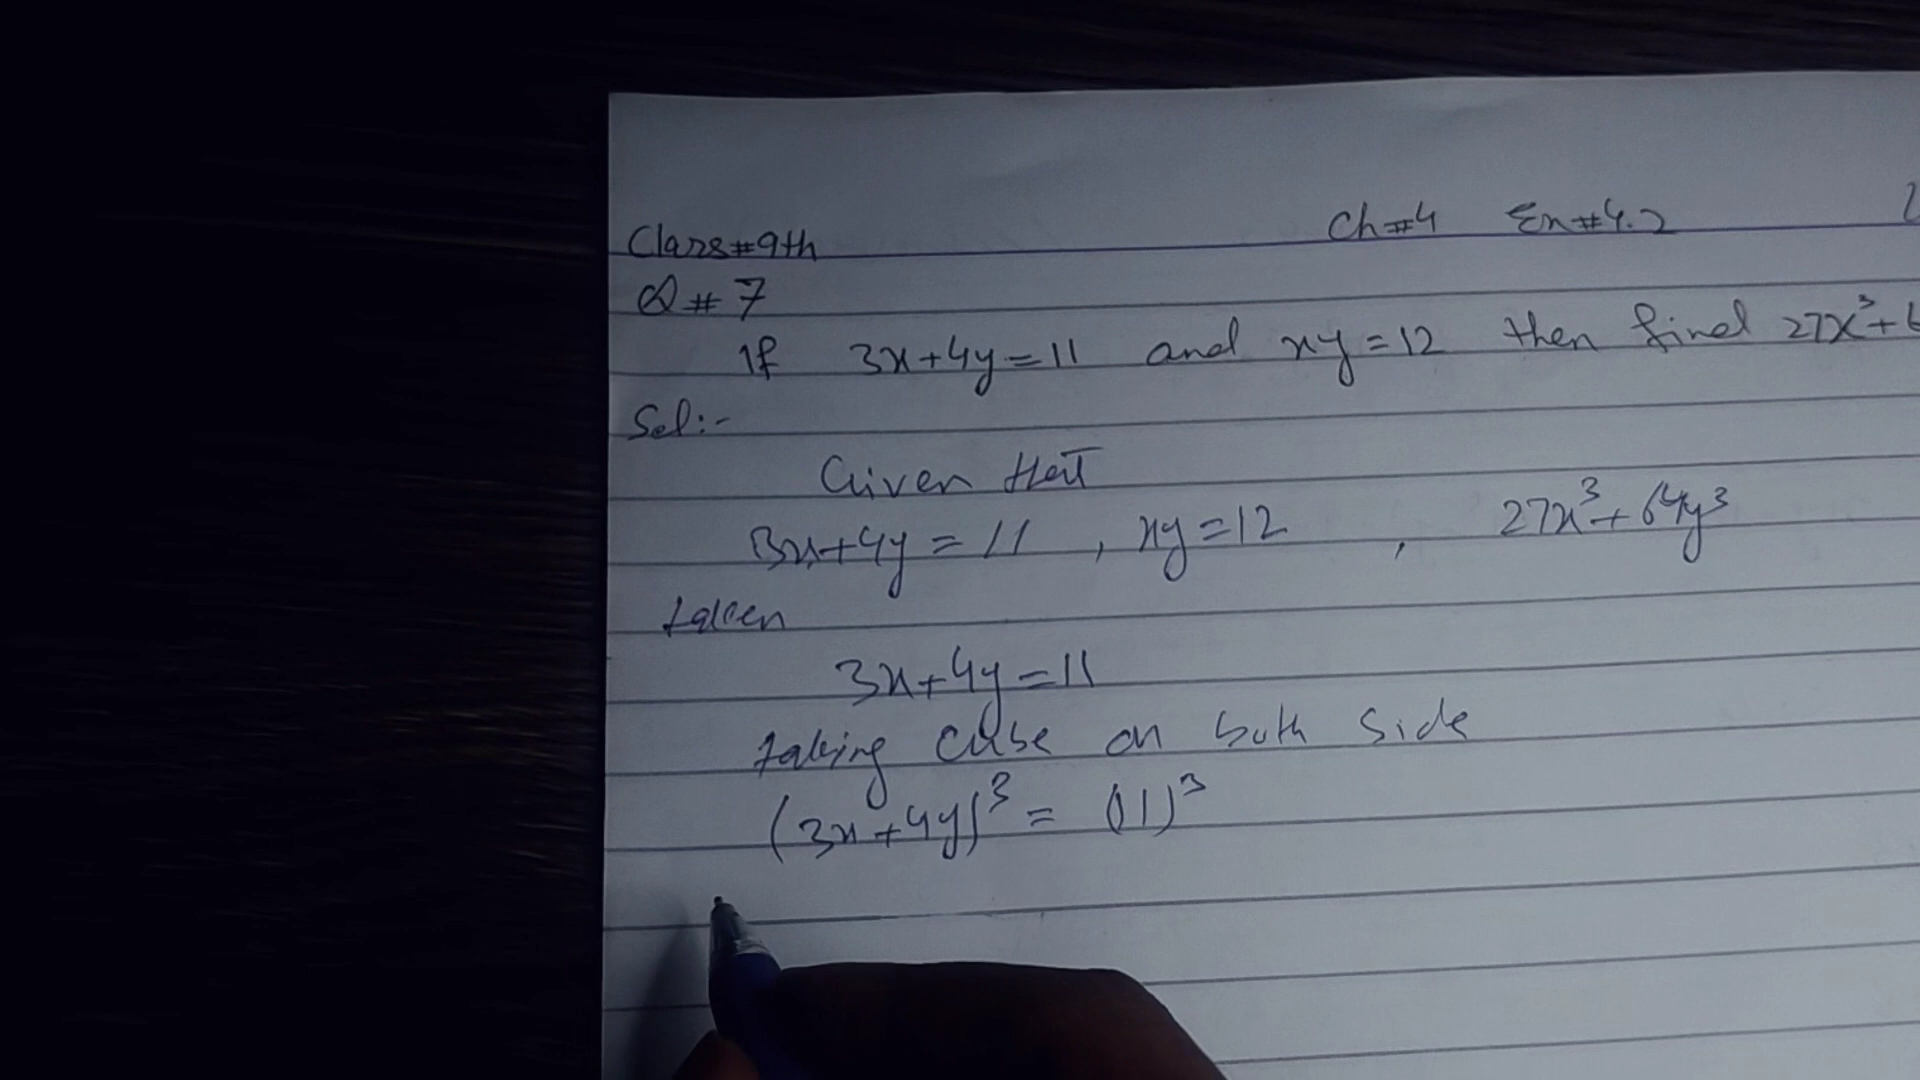 Class#9th Ch#4 Ex#4.2
Q#7
If 3x+4y=11 and xy=12 then find 27x³+6
Sol:-
Given that
3x+4y=11 , xy=12 , 27x³+64y³
taken
3x+4y=11
taking cube on both side
(3x+4y)³ = (11)³